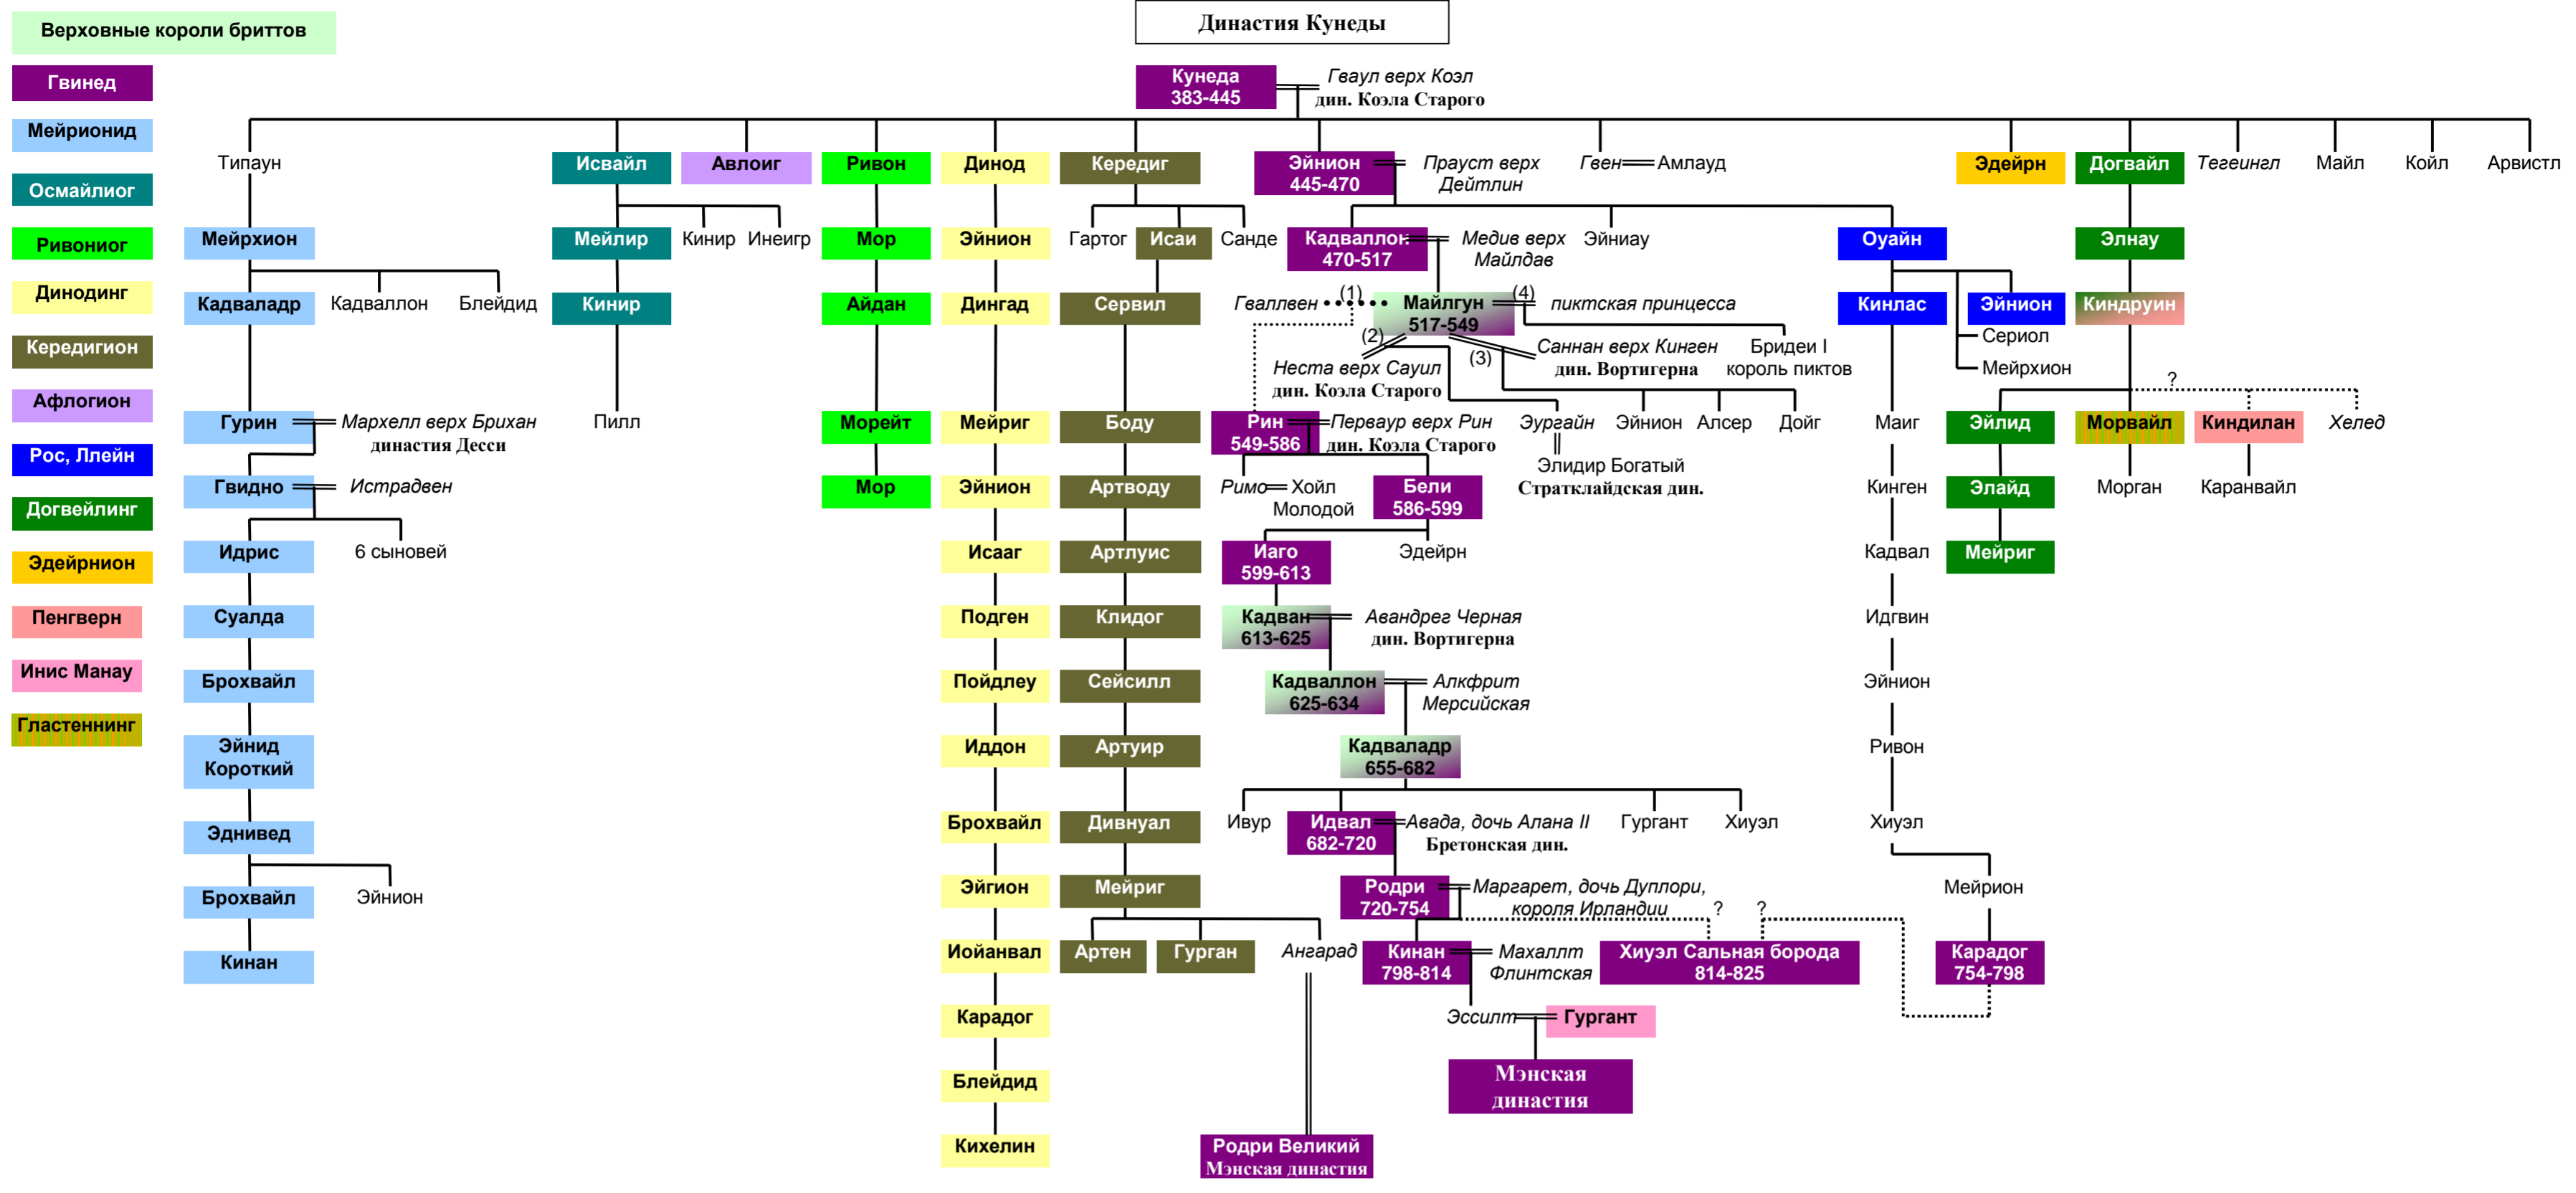 Династия Кунеды
Верховные короли бриттов
Гвинед
Мейрионид
Осмайлиог
Ривониог
Динодинг
Кередигион
Афлогион
Рос, Ллейн
Догвейлинг
Эдейрнион
Пенгверн
Инис Манау
Гластеннинг
Кунеда
383-445
Гваул верх Коэл
дин. Коэла Старого
Типаун
Исвайл
Авлоиг
Ривон
Динод
Кередиг
Эйнион
445-470
Прауст верх
Дейтлин
Гвен
Амлауд
Эдейрн
Догвайл
Тегеингл
Майл
Койл
Арвистл
Мейрхион
Мейлир
Кинир
Инеигр
Мор
Эйнион
Гартог
Исаи
Санде
Кадваллон
470-517
Медив верх
Майлдав
Эйниау
Оуайн
Элнау
Кадваладр
Кадваллон
Блейдид
Кинир
Айдан
Дингад
Сервил
Гваллвен
(1)
Майлгун
517-549
(4)
пиктская принцесса
Кинлас
Эйнион
Киндруин
Сериол
Мейрхион
(2)
(3)
Неста верх Сауил
дин. Коэла Старого
Саннан верх Кинген
дин. Вортигерна
Бридеи I
король пиктов
?
Гурин
Мархелл верх Брихан
династия Десси
Пилл
Морейт
Мейриг
Боду
Рин
549-586
Перваур верх Рин
дин. Коэла Старого
Эургайн
Эйнион
Алсер
Дойг
Маиг
Эйлид
Морвайл
Киндилан
Хелед
Элидир Богатый
Стратклайдская дин.
Гвидно
Истрадвен
Мор
Эйнион
Артводу
Римо
Хойл
Молодой
Бели
586-599
Кинген
Элайд
Морган
Каранвайл
Идрис
6 сыновей
Исааг
Артлуис
Иаго
599-613
Эдейрн
Кадвал
Мейриг
Суалда
Подген
Клидог
Кадван
613-625
Авандрег Черная
дин. Вортигерна
Идгвин
Брохвайл
Пойдлеу
Сейсилл
Кадваллон
625-634
Алкфрит
Мерсийская
Эйнион
Эйнид
Короткий
Иддон
Артуир
Кадваладр
655-682
Ривон
Эднивед
Брохвайл
Дивнуал
Ивур
Идвал
682-720
Авада, дочь Алана II
Бретонская дин.
Гургант
Хиуэл
Хиуэл
Брохвайл
Эйнион
Эйгион
Мейриг
Родри
720-754
Маргарет, дочь Дуплори,
короля Ирландии
?
?
Мейрион
Кинан
Иойанвал
Артен
Гурган
Ангарад
Кинан
798-814
Махаллт
Флинтская
Хиуэл Сальная борода
814-825
Карадог
754-798
Карадог
Эссилт
Гургант
Блейдид
Мэнская
династия
Кихелин
Родри Великий
Мэнская династия